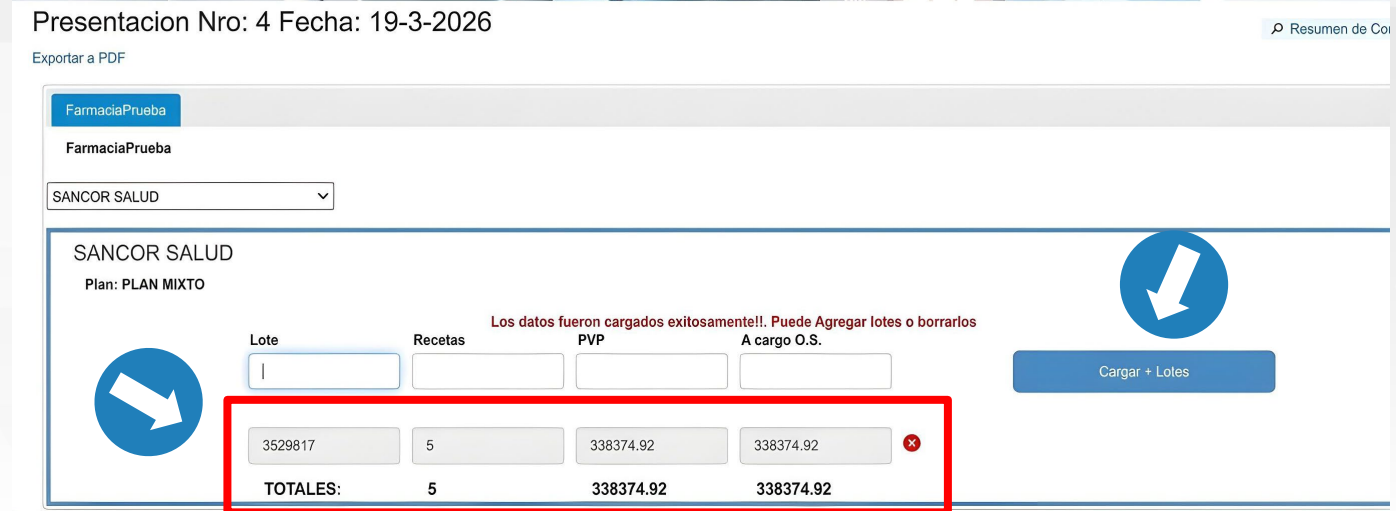 Presentacion Nro: 4 Fecha: 19-3-2026
Resumen de Cor
Exportar a PDF
FarmaciaPrueba
FarmaciaPrueba
SANCOR SALUD
SANCOR SALUD
Plan: PLAN MIXTO
Los datos fueron cargados exitosamente!!. Puede Agregar lotes o borrarlos
Lote Recetas PVP A cargo O.S.
Cargar + Lotes
3529817 5 338374.92 338374.92
TOTALES: 5 338374.92 338374.92